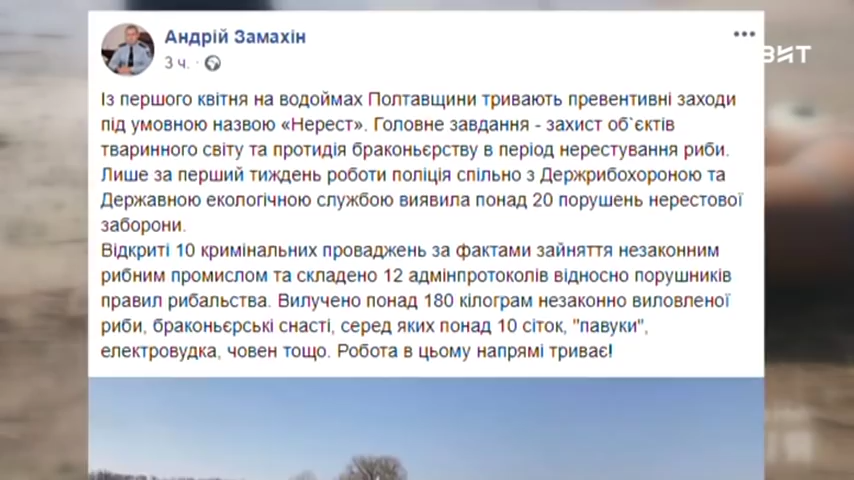 Андрій Замахін
3 ч. ·
ВИТ
Із першого квітня на водоймах Полтавщини тривають превентивні заходи
під умовною назвою «Нерест». Головне завдання - захист об`єктів
тваринного світу та протидія браконьєрству в період нерестування риби.
Лише за перший тиждень роботи поліція спільно з Держрибохороною та
Державною екологічною службою виявила понад 20 порушень нерестової
заборони.
Відкриті 10 кримінальних проваджень за фактами зайняття незаконним
рибним промислом та складено 12 адмінпротоколів відносно порушників
правил рибальства. Вилучено понад 180 кілограм незаконно виловленої
риби, браконьєрські снасті, серед яких понад 10 сіток, "павуки",
електровудка, човен тощо. Робота в цьому напрямі триває!